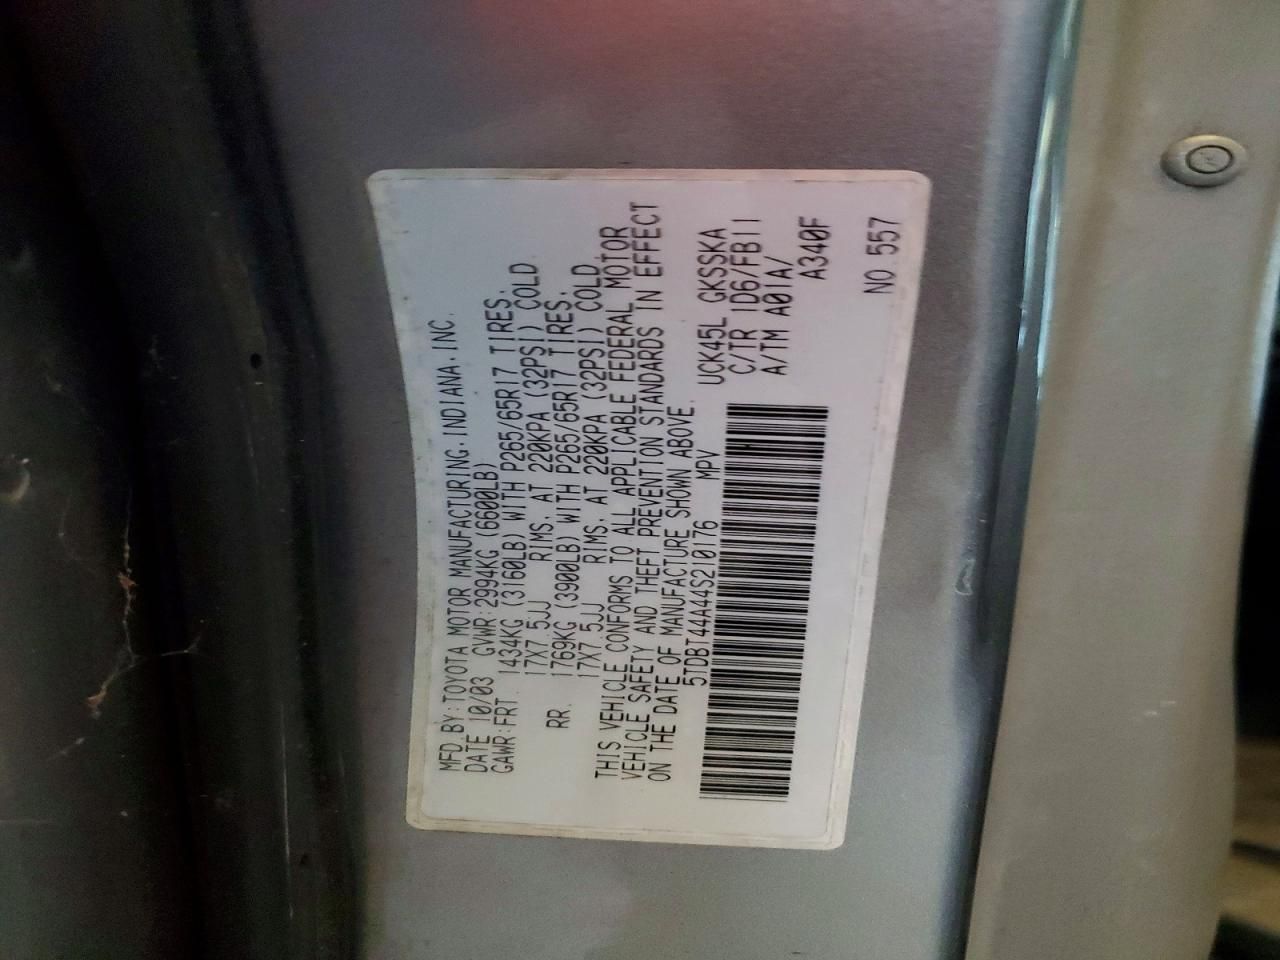 MFD.BY:TOYOTA MOTOR MANUFACTURING.INDIANA.INC.
DATE 10/03 GVWR:2994KG (6600LB)
GAWR:FRT. 1434KG (3160LB) WITH P265/65R17 TIRES.
17X7.5JJ RIMS. AT 220KPA (32PSI) COLD
RR. 1769KG (3900LB) WITH P265/65R17 TIRES.
17X7.5JJ RIMS. AT 220KPA (32PSI) COLD.
THIS VEHICLE CONFORMS TO ALL APPLICABLE FEDERAL MOTOR
VEHICLE SAFETY AND THEFT PREVENTION STANDARDS IN EFFECT
ON THE DATE OF MANUFACTURE SHOWN ABOVE.
5TDBT44A44S210176 MPV
UCK45L GKSSKA
C/TR 1D6/FB11
A/TM A01A/
A340F
NO.557